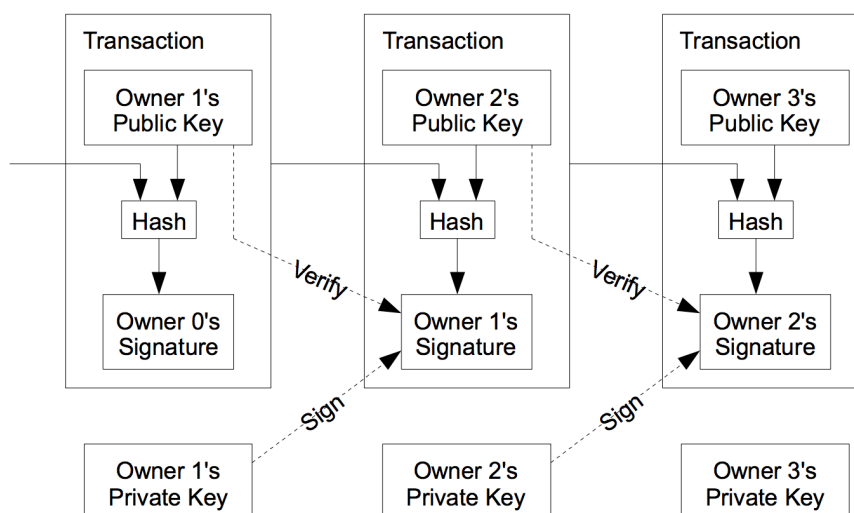 Transaction
Transaction
Transaction
Owner 1's
Public Key
Owner 2's
Public Key
Owner 3's
Public Key
Hash
Hash
Hash
Verify
Verify
Owner 0's
Signature
Owner 1's
Signature
Owner 2's
Signature
Sign
Sign
Owner 1's
Private Key
Owner 2's
Private Key
Owner 3's
Private Key